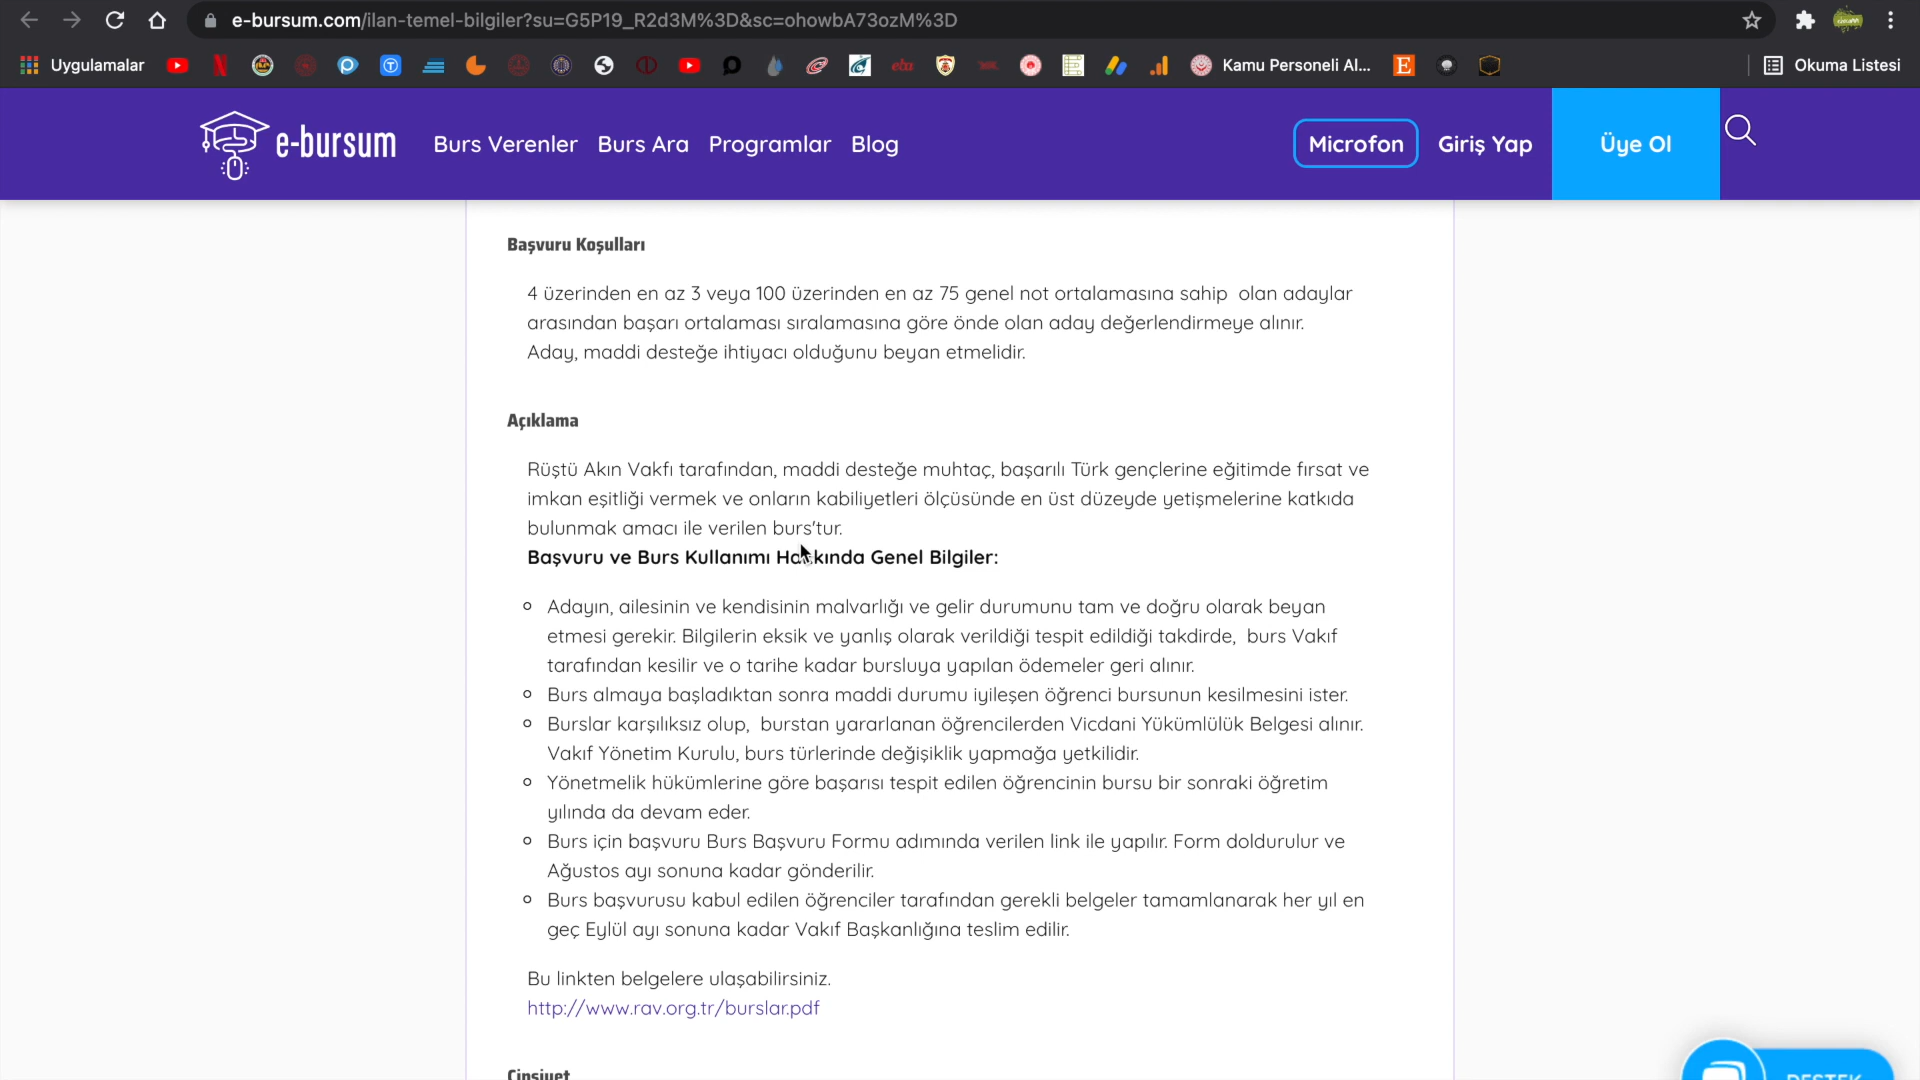 e-bursum.com/ilan-temel-bilgiler?su=G5P19_R2d3M%3D&sc=ohowbA73ozM%3D
Uygulamalar
eba
Kamu Personeli Al...
E
Okuma Listesi
e-bursum
Burs Verenler
Burs Ara
Programlar
Blog
Microfon
Giriş Yap
Üye Ol
Başvuru Koşulları
4 üzerinden en az 3 veya 100 üzerinden en az 75 genel not ortalamasına sahip  olan adaylar
arasından başarı ortalaması sıralamasına göre önde olan aday değerlendirmeye alınır.
Aday, maddi desteğe ihtiyacı olduğunu beyan etmelidir.
Açıklama
Rüştü Akın Vakfı tarafından, maddi desteğe muhtaç, başarılı Türk gençlerine eğitimde fırsat ve
imkan eşitliği vermek ve onların kabiliyetleri ölçüsünde en üst düzeyde yetişmelerine katkıda
bulunmak amacı ile verilen burs'tur.
Başvuru ve Burs Kullanımı Hakkında Genel Bilgiler:
Adayın, ailesinin ve kendisinin malvarlığı ve gelir durumunu tam ve doğru olarak beyan
etmesi gerekir. Bilgilerin eksik ve yanlış olarak verildiği tespit edildiği takdirde,  burs Vakıf
tarafından kesilir ve o tarihe kadar bursluya yapılan ödemeler geri alınır.
Burs almaya başladıktan sonra maddi durumu iyileşen öğrenci bursunun kesilmesini ister.
Burslar karşılıksız olup,  burstan yararlanan öğrencilerden Vicdani Yükümlülük Belgesi alınır.
Vakıf Yönetim Kurulu, burs türlerinde değişiklik yapmağa yetkilidir.
Yönetmelik hükümlerine göre başarısı tespit edilen öğrencinin bursu bir sonraki öğretim
yılında da devam eder.
Burs için başvuru Burs Başvuru Formu adımında verilen link ile yapılır. Form doldurulur ve
Ağustos ayı sonuna kadar gönderilir.
Burs başvurusu kabul edilen öğrenciler tarafından gerekli belgeler tamamlanarak her yıl en
geç Eylül ayı sonuna kadar Vakıf Başkanlığına teslim edilir.
Bu linkten belgelere ulaşabilirsiniz.
http://www.rav.org.tr/burslar.pdf
Cinsiyet
DESTEK